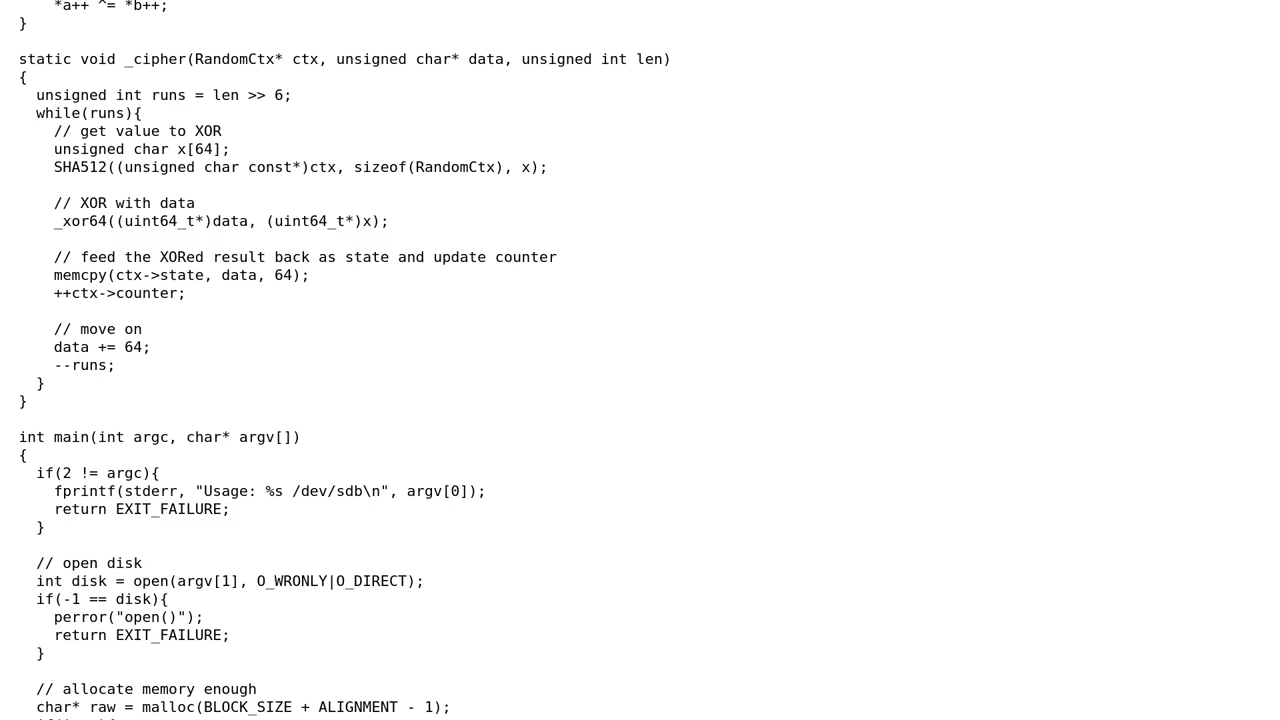 *a++ ^= *b++;
}
static void _cipher(RandomCtx* ctx, unsigned char* data, unsigned int len)
{
unsigned int runs = len >> 6;
while(runs){
// get value to XOR
unsigned char x[64];
SHA512((unsigned char const*)ctx, sizeof(RandomCtx), x);
// XOR with data
_xor64((uint64_t*)data, (uint64_t*)x);
// feed the XORed result back as state and update counter
memcpy(ctx->state, data, 64);
++ctx->counter;
// move on
data += 64;
--runs;
}
}
int main(int argc, char* argv[])
{
if(2 != argc){
fprintf(stderr, "Usage: %s /dev/sdb\n", argv[0]);
return EXIT_FAILURE;
}
// open disk
int disk = open(argv[1], O_WRONLY|O_DIRECT);
if(-1 == disk){
perror("open()");
return EXIT_FAILURE;
}
// allocate memory enough
char* raw = malloc(BLOCK_SIZE + ALIGNMENT - 1);